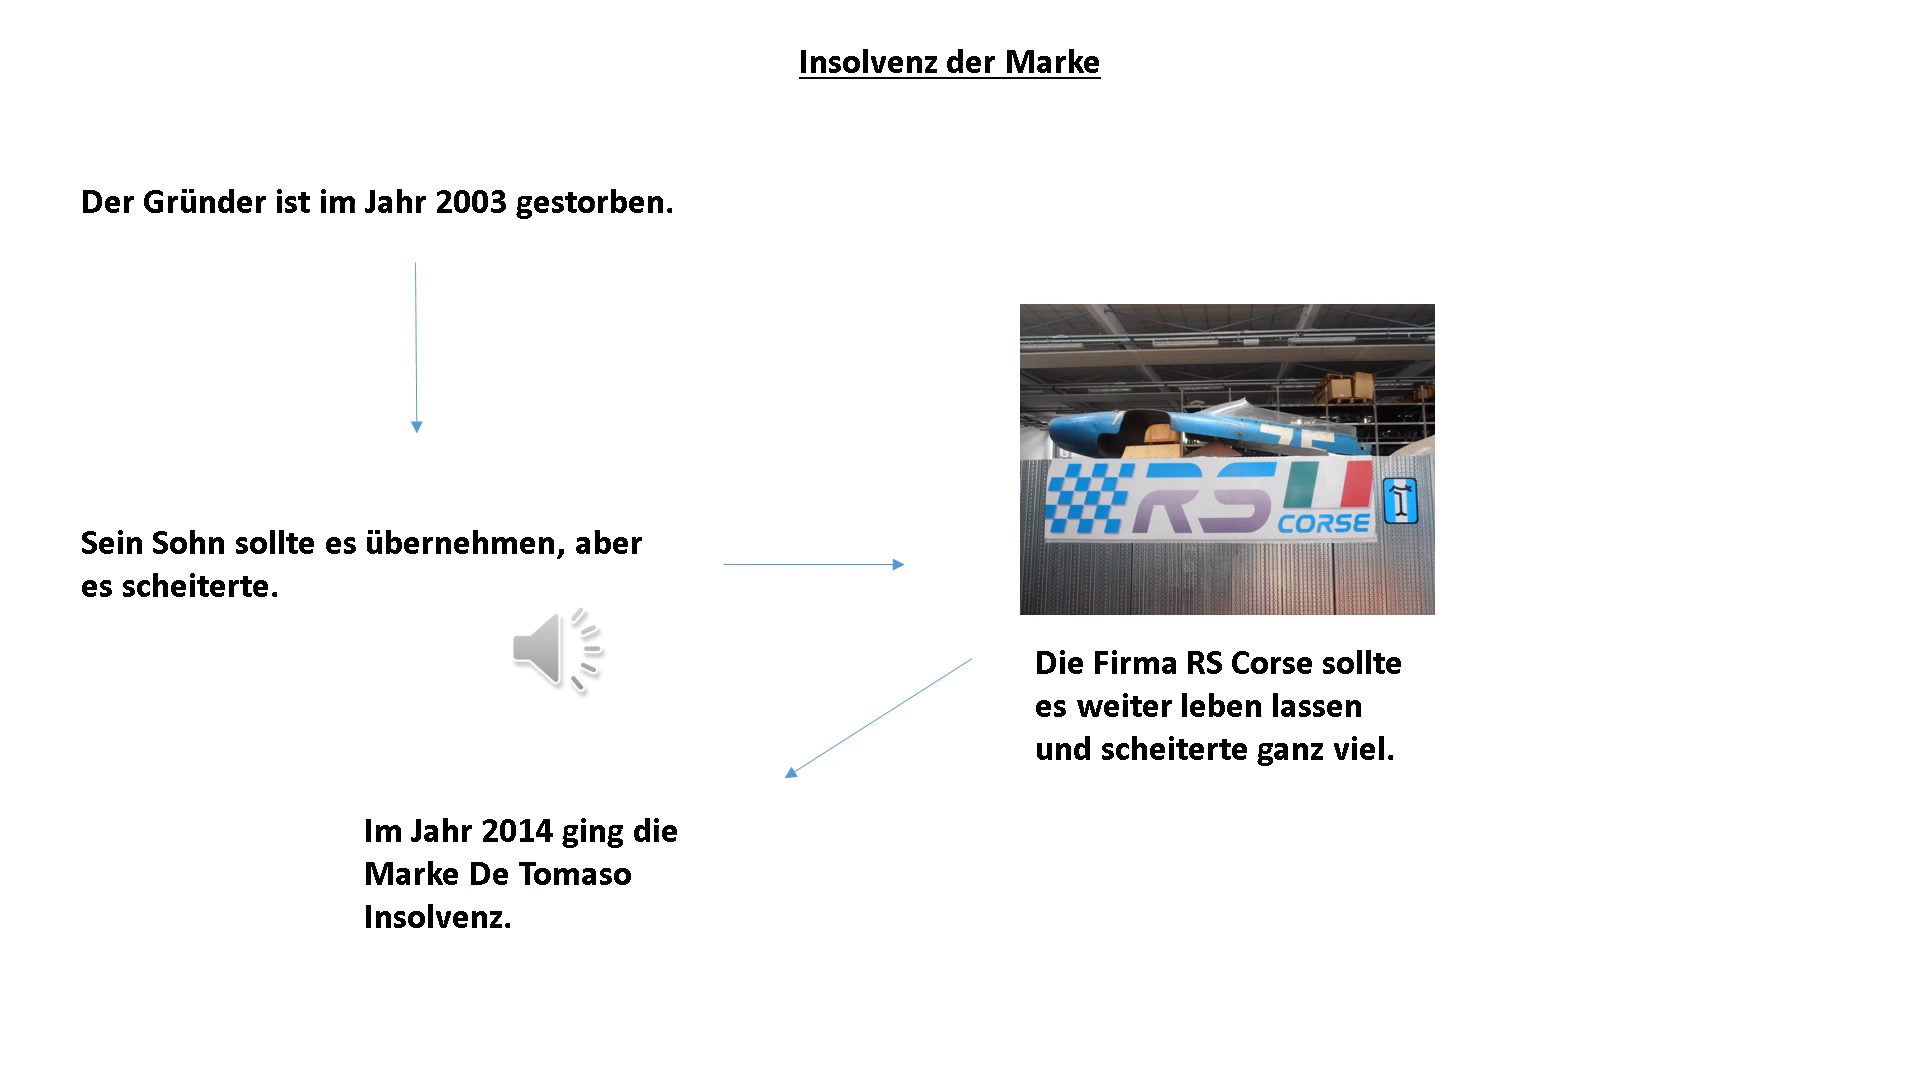 Insolvenz der Marke
Der Gründer ist im Jahr 2003 gestorben.
Sein Sohn sollte es übernehmen, aber
es scheiterte.
75
RS
CORSE
Die Firma RS Corse sollte
es weiter leben lassen
und scheiterte ganz viel.
Im Jahr 2014 ging die
Marke De Tomaso
Insolvenz.